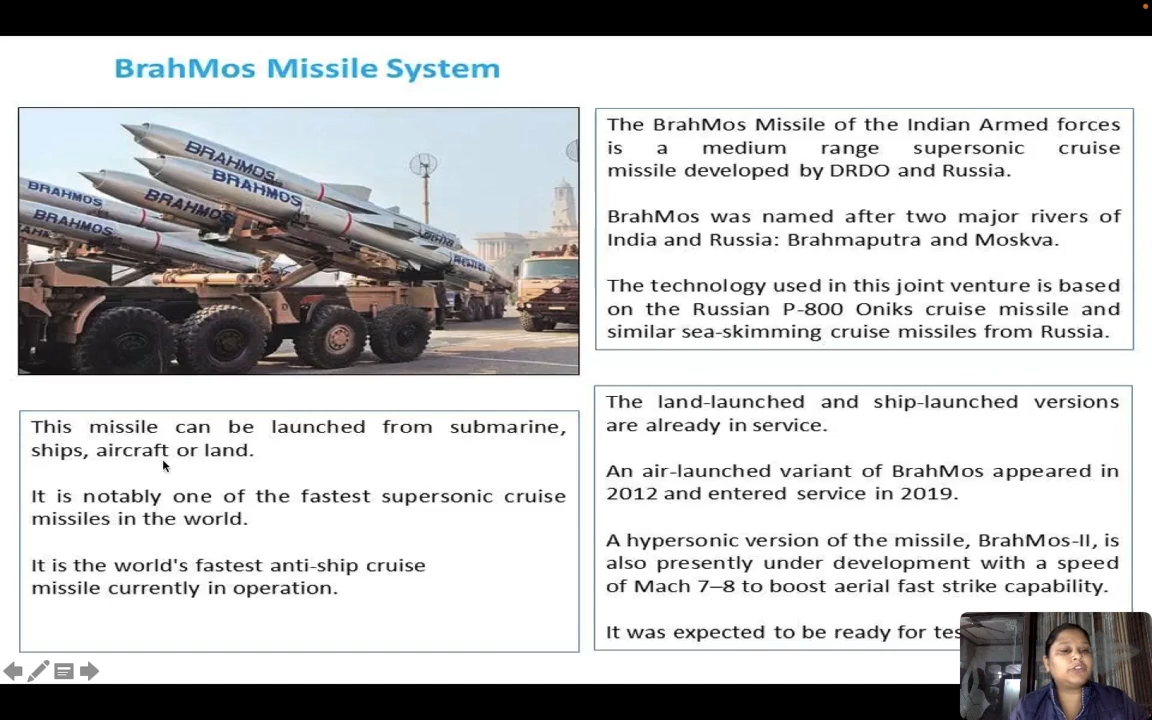 BrahMos Missile System
BRAHMOS
BRAHMOS
BRAHMOS
BRAHMOS
BRAHMOS
The BrahMos Missile of the Indian Armed forces
is a medium range supersonic cruise
missile developed by DRDO and Russia.
BrahMos was named after two major rivers of
India and Russia: Brahmaputra and Moskva.
The technology used in this joint venture is based
on the Russian P-800 Oniks cruise missile and
similar sea-skimming cruise missiles from Russia.
This missile can be launched from submarine,
ships, aircraft or land.
It is notably one of the fastest supersonic cruise
missiles in the world.
It is the world's fastest anti-ship cruise
missile currently in operation.
The land-launched and ship-launched versions
are already in service.
An air-launched variant of BrahMos appeared in
2012 and entered service in 2019.
A hypersonic version of the missile, BrahMos-II, is
also presently under development with a speed
of Mach 7–8 to boost aerial fast strike capability.
It was expected to be ready for